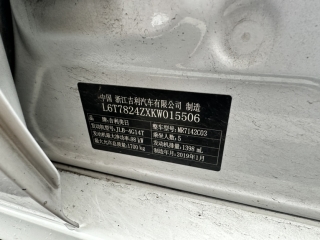 中国 浙江吉利汽车有限公司 制造
L6T7824ZXKW015506
品 牌:吉利美日 整车型号:MR7142C03
发动机型号:JLB-4G14T 乘坐人数:5
发动机最大净功率:98 kW 发动机排量:1398 mL
最大允许总质量:1700 kg 制造年月:2019年1月